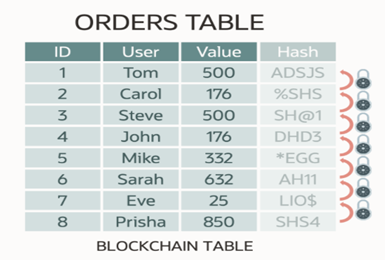 ORDERS TABLE
ID User Value Hash
1 Tom 500 ADSJS
2 Carol 176 %SHS
3 Steve 500 SH@1
4 John 176 DHD3
5 Mike 332 *EGG
6 Sarah 632 AH11
7 Eve 25 LIO$
8 Prisha 850 SHS4
BLOCKCHAIN TABLE